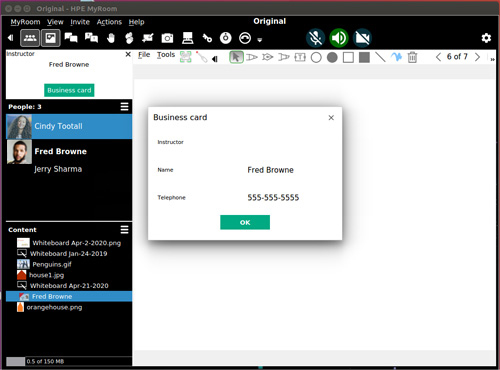 Original - HPE MyRoom
MyRoom View Invite Actions Help
Original
Instructor
Fred Browne
Business card
People: 3
Cindy Tootall
Fred Browne
Jerry Sharma
Content
Whiteboard Apr-2-2020.png
Whiteboard Jan-24-2019
Penguins.gif
house1.jpg
Whiteboard Apr-21-2020
Fred Browne
orangehouse.png
0.5 of 150 MB
File Tools
6 of 7
Business card
Instructor
Name Fred Browne
Telephone 555-555-5555
OK